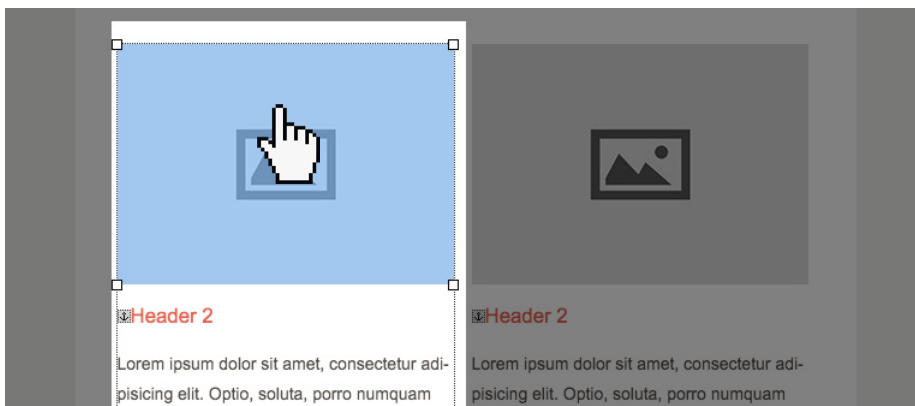 Header 2
Lorem ipsum dolor sit amet, consectetur adi-
pisicing elit. Optio, soluta, porro numquam
Header 2
Lorem ipsum dolor sit amet, consectetur adi-
pisicing elit. Optio, soluta, porro numquam